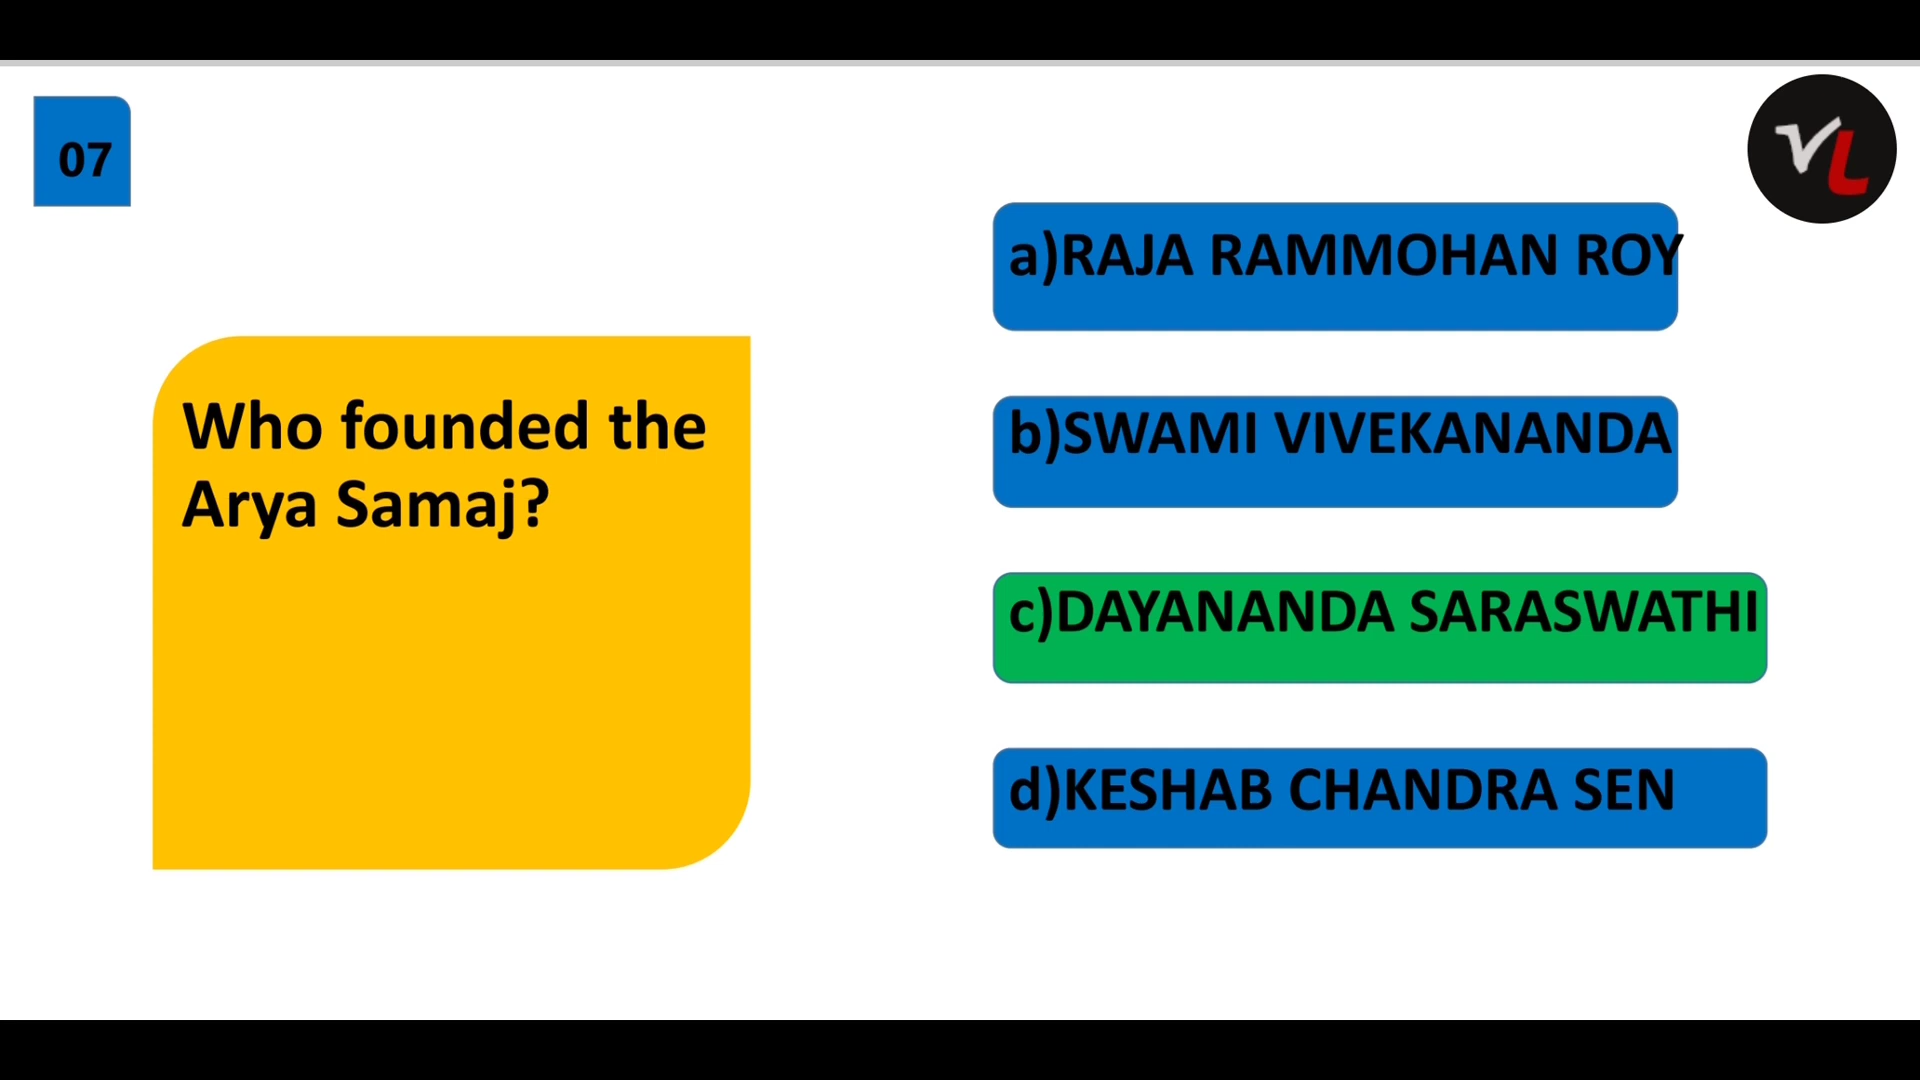 07
VL
Who founded the
Arya Samaj?
a)RAJA RAMMOHAN ROY
b)SWAMI VIVEKANANDA
c)DAYANANDA SARASWATHI
d)KESHAB CHANDRA SEN